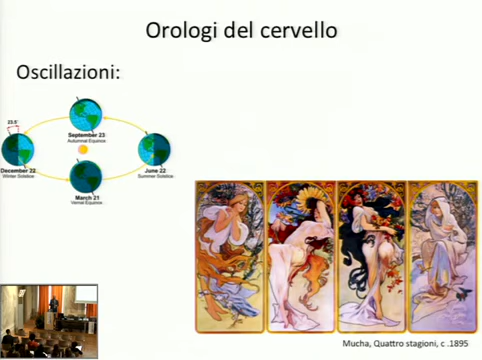 Orologi del cervello
Oscillazioni:
23.5°
September 23
Autumnal Equinox
December 22
Winter Solstice
June 22
Summer Solstice
March 21
Vernal Equinox
Mucha, Quattro stagioni, c .1895